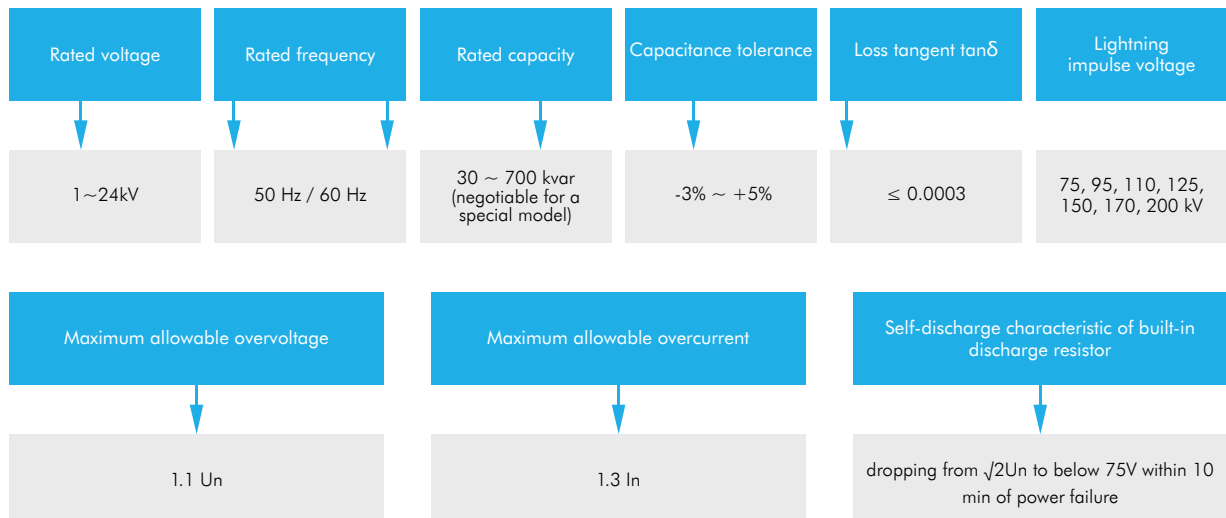 Rated voltage
Rated frequency
Rated capacity
Capacitance tolerance
Loss tangent tanδ
Lightning
impulse voltage
1~24kV
50 Hz / 60 Hz
30 ~ 700 kvar
(negotiable for a
special model)
-3% ~ +5%
≤ 0.0003
75, 95, 110, 125,
150, 170, 200 kV
Maximum allowable overvoltage
Maximum allowable overcurrent
Self-discharge characteristic of built-in
discharge resistor
1.1 Un
1.3 In
dropping from √2Un to below 75V within 10
min of power failure